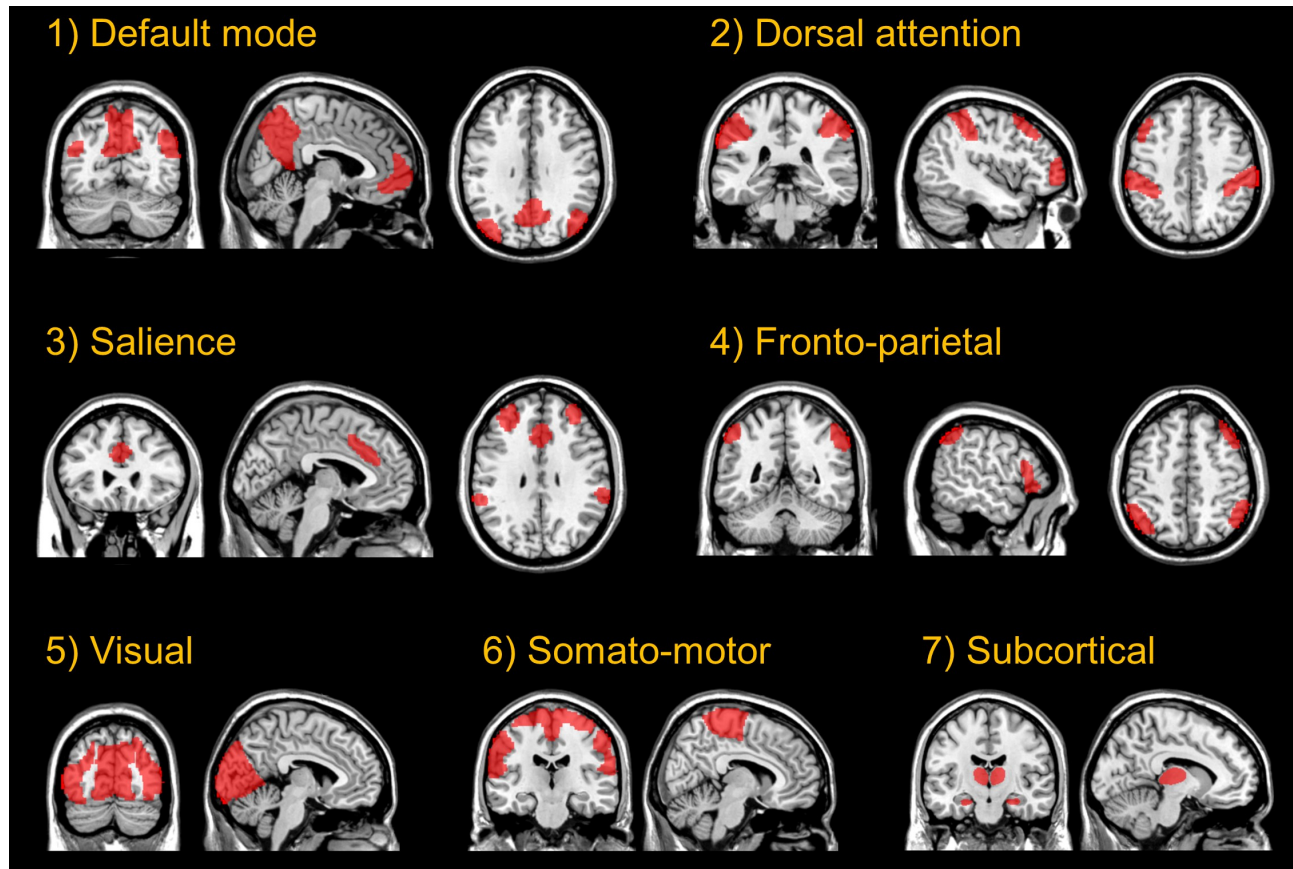 1) Default mode
2) Dorsal attention
3) Salience
4) Fronto-parietal
5) Visual
6) Somato-motor
7) Subcortical